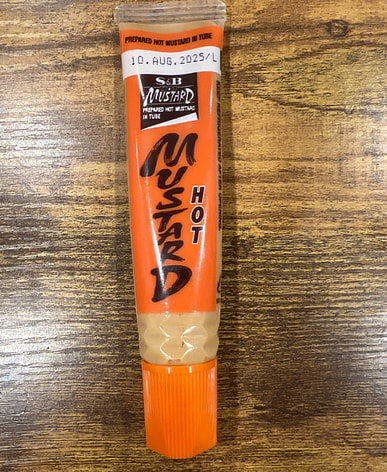 PREPARED HOT MUSTARD IN TUBE
10.AUG.2025/L
S&B
MUSTARD
PREPARED HOT MUSTARD
IN TUBE
MUSTARD
HOT